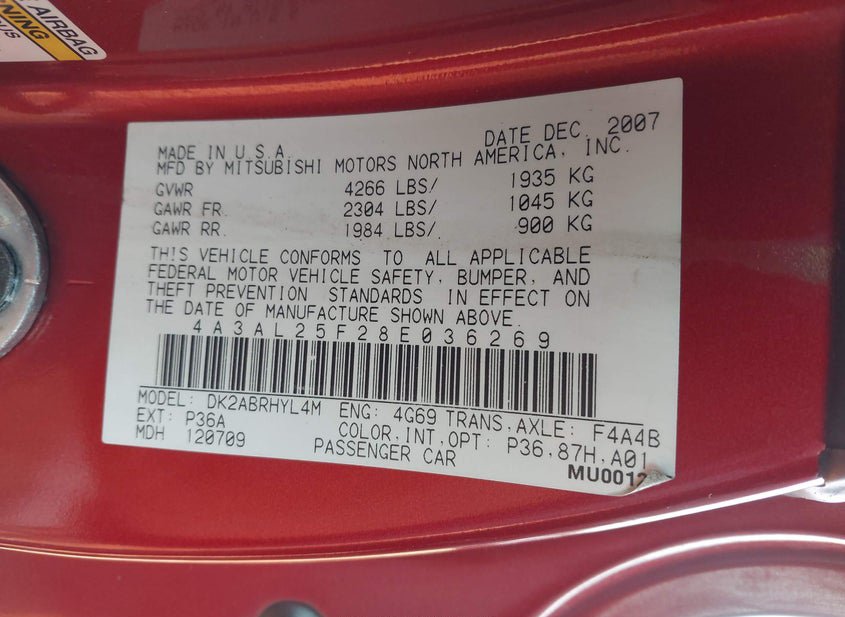 AIRBAG
NING
US
DATE DEC. 2007
MADE IN U.S.A
MFD BY MITSUBISHI MOTORS NORTH AMERICA, INC.
GVWR 4266 LBS/ 1935 KG
GAWR FR. 2304 LBS/ 1045 KG
GAWR RR. 1984 LBS/ 900 KG
THIS VEHICLE CONFORMS TO ALL APPLICABLE
FEDERAL MOTOR VEHICLE SAFETY, BUMPER, AND
THEFT PREVENTION STANDARDS IN EFFECT ON
THE DATE OF MANUFACTURE SHOWN ABOVE.
4A3AL25F28E036269
MODEL: DK2ABRHYL4M ENG: 4G69 TRANS.AXLE: F4A4B
EXT: P36A COLOR.INT.OPT: P36.87H.A01
MDH 120709 PASSENGER CAR
MU0012